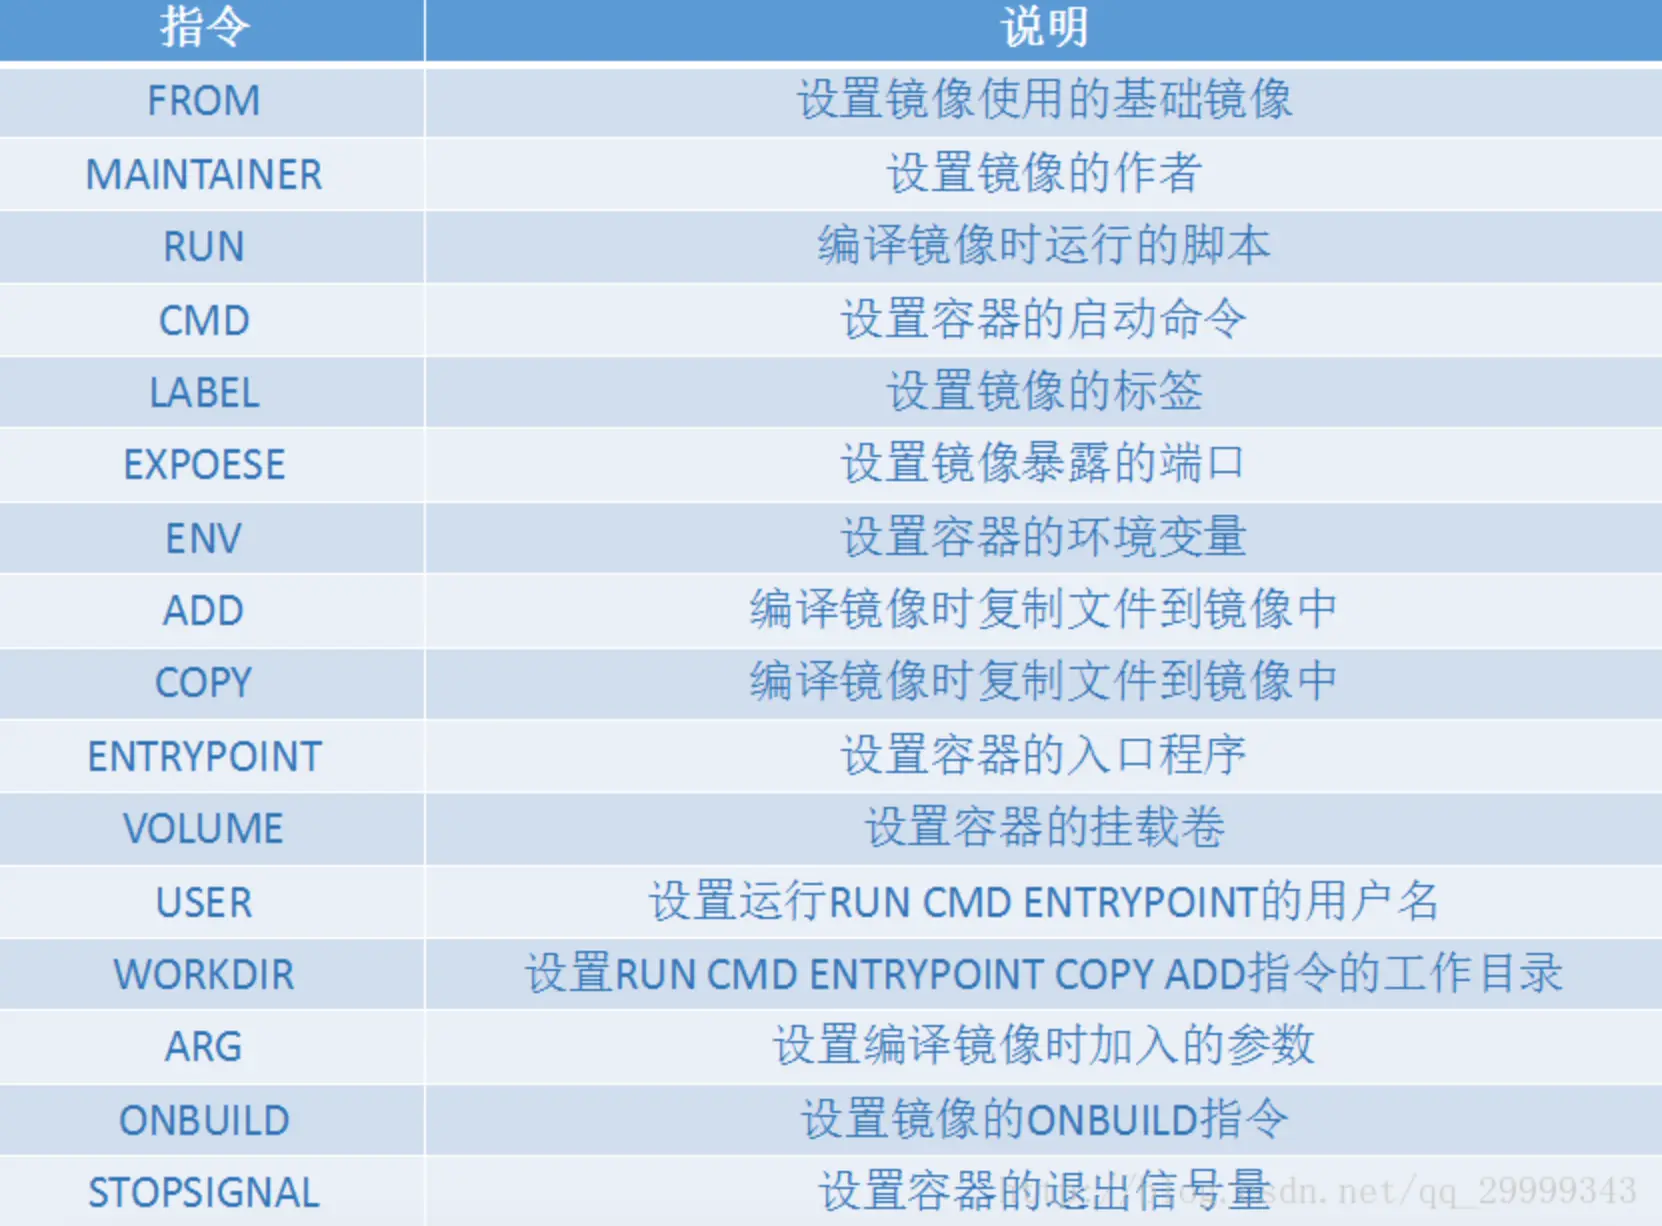 指令 说明
FROM 设置镜像使用的基础镜像
MAINTAINER 设置镜像的作者
RUN 编译镜像时运行的脚本
CMD 设置容器的启动命令
LABEL 设置镜像的标签
EXPOESE 设置镜像暴露的端口
ENV 设置容器的环境变量
ADD 编译镜像时复制文件到镜像中
COPY 编译镜像时复制文件到镜像中
ENTRYPOINT 设置容器的入口程序
VOLUME 设置容器的挂载卷
USER 设置运行RUN CMD ENTRYPOINT的用户名
WORKDIR 设置RUN CMD ENTRYPOINT COPY ADD指令的工作目录
ARG 设置编译镜像时加入的参数
ONBUILD 设置镜像的ONBUILD指令
STOPSIGNAL 设置容器的退出信号量
http://blog.csdn.net/qq_29999343